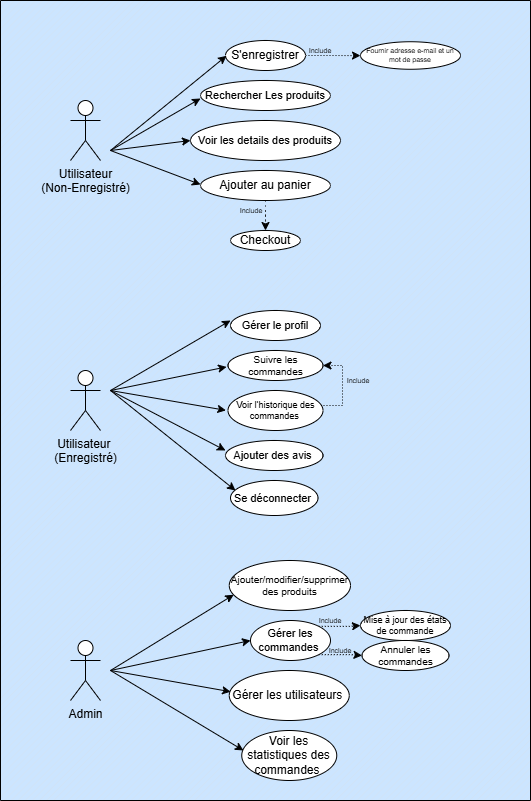 S'enregistrer
Include
Fournir adresse e-mail et un
mot de passe
Rechercher Les produits
Voir les details des produits
Utilisateur
(Non-Enregistré)
Ajouter au panier
Include
Checkout
Gérer le profil
Suivre les
commandes
Include
Voir l'historique des
commandes
Utilisateur
(Enregistré)
Ajouter des avis
Se déconnecter
Ajouter/modifier/supprimer
des produits
Include
Mise à jour des états
de commande
Gérer les
commandes
Include
Annuler les
commandes
Gérer les utilisateurs
Admin
Voir les
statistiques des
commandes